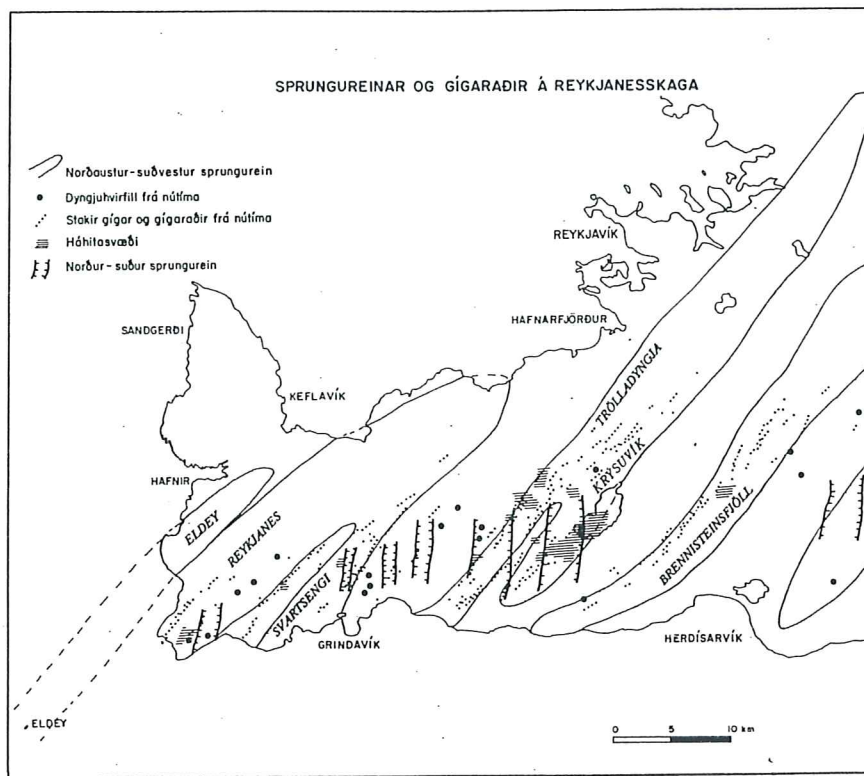 SPRUNGUREINAR OG GÍGARAÐIR Á REYKJANESSKAGA
Norðaustur-suðvestur sprungurein
Dyngjuhvirfill frá nútíma
Stakir gígar og gígaraðir frá nútíma
Háhitasvæði
Norður-suður sprungurein
REYKJAVÍK
HAFNARFJÖRÐUR
SANDGERÐI
KEFLAVÍK
TRÖLLADYNGJA
KRÝSUVÍK
HAFNIR
ELDEY
REYKJANES
BRENNISTEINSFJÖLL
SVARTSENGI
GRINDAVÍK
HERDÍSARVÍK
ELDEY
0 5 10 km